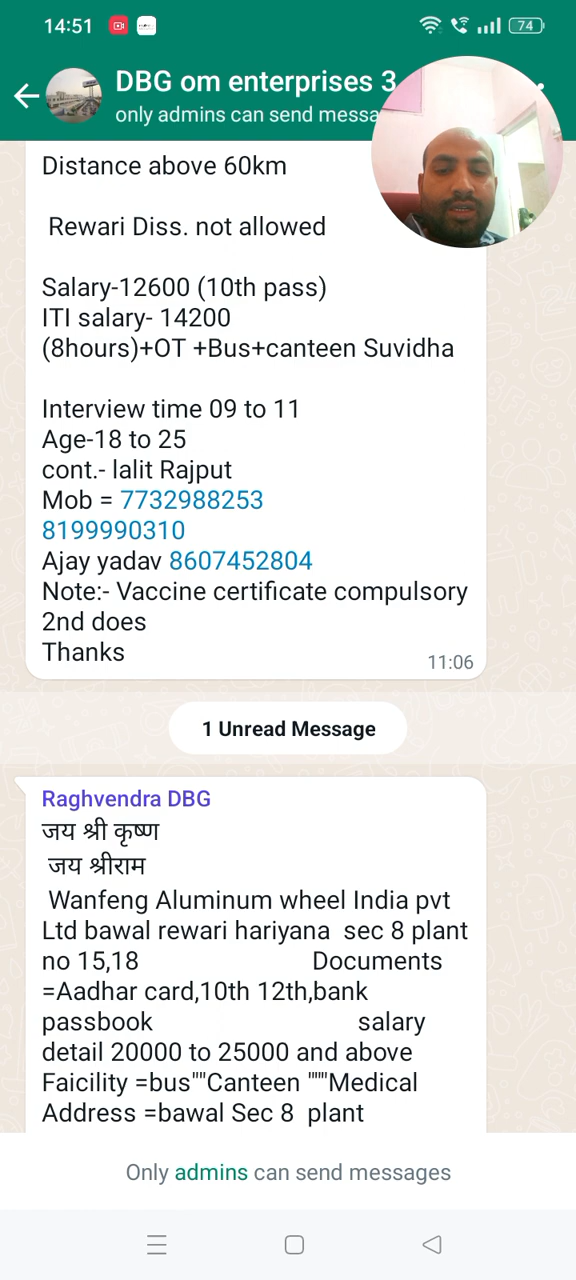 14:51
74
DBG om enterprises 3
only admins can send messa
Distance above 60km
Rewari Diss. not allowed
Salary-12600 (10th pass)
ITI salary- 14200
(8hours)+OT +Bus+canteen Suvidha
Interview time 09 to 11
Age-18 to 25
cont.- lalit Rajput
Mob = 7732988253
8199990310
Ajay yadav 8607452804
Note:- Vaccine certificate compulsory
2nd does
Thanks
11:06
1 Unread Message
Raghvendra DBG
जय श्री कृष्ण
जय श्रीराम
Wanfeng Aluminum wheel India pvt
Ltd bawal rewari hariyana sec 8 plant
no 15,18 Documents
=Aadhar card,10th 12th,bank
passbook salary
detail 20000 to 25000 and above
Faicility =bus""Canteen """Medical
Address =bawal Sec 8 plant
Only admins can send messages